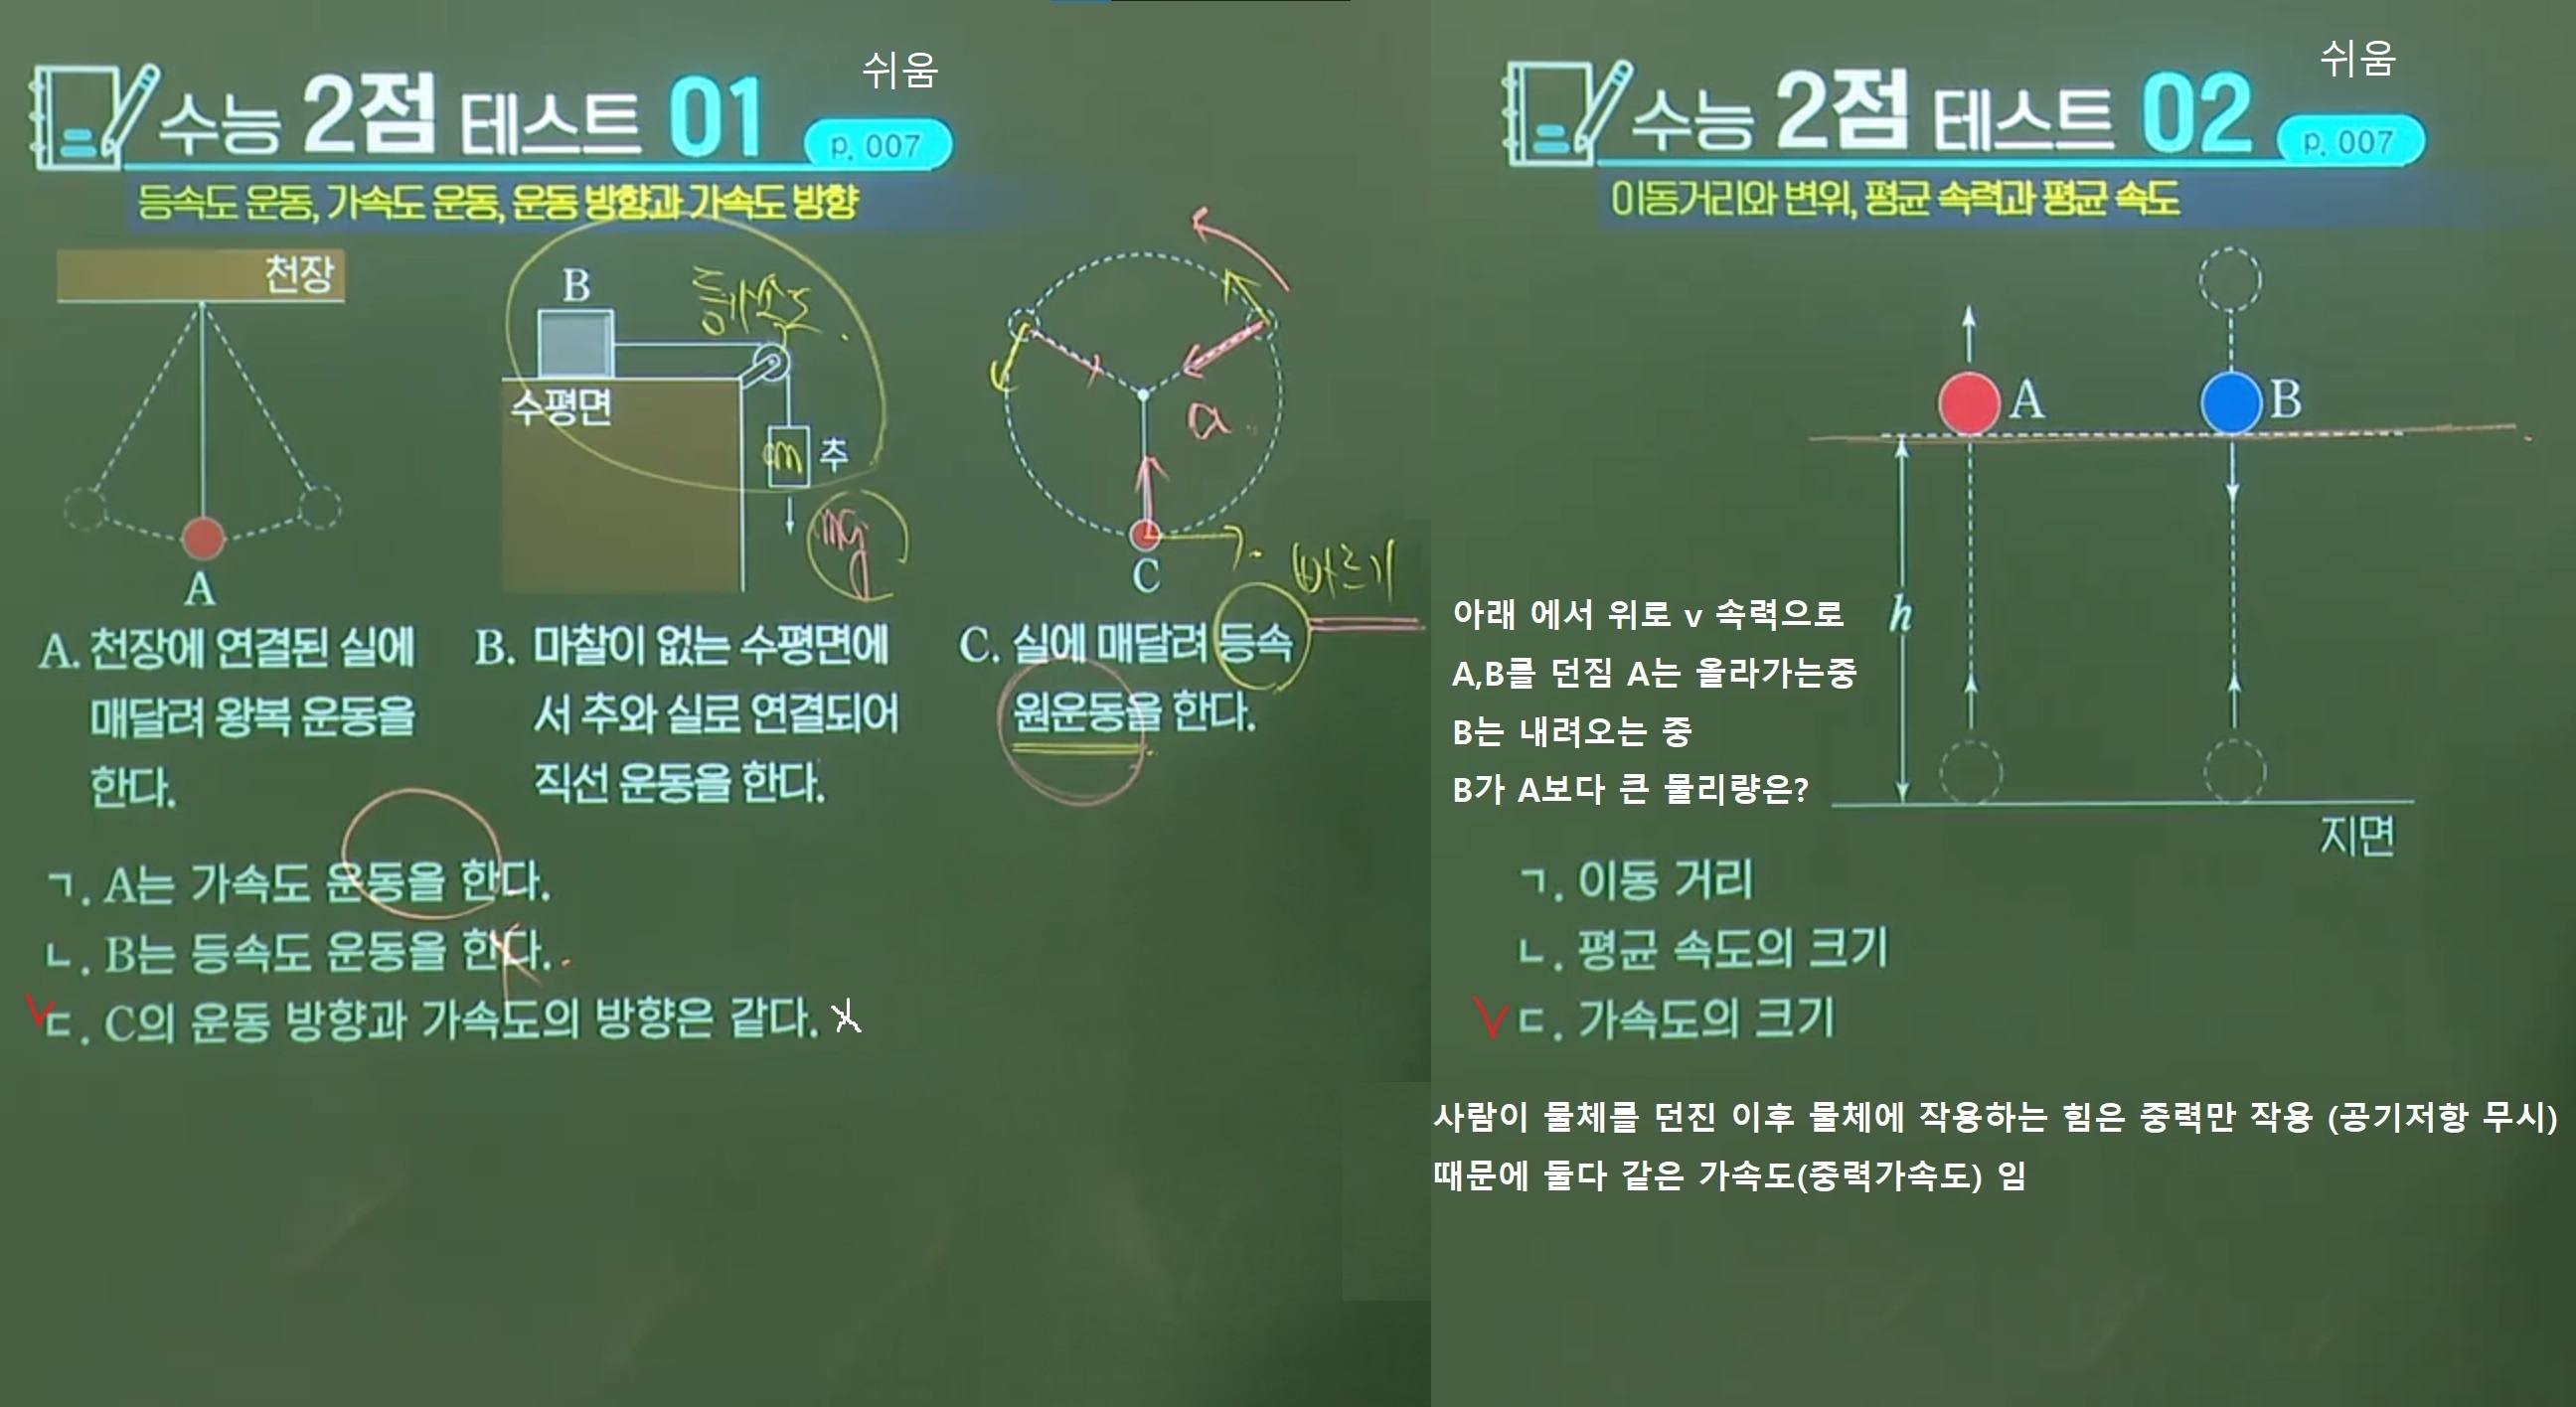 쉬움
수능 2점 테스트 01
p. 007
등속도 운동, 가속도 운동, 운동 방향과 가속도 방향
천장
A
B
등가속도
수평면
m
추
mg
a
C
빠르기
A. 천장에 연결된 실에
매달려 왕복 운동을
한다.
B. 마찰이 없는 수평면에
서 추와 실로 연결되어
직선 운동을 한다.
C. 실에 매달려 등속
원운동을 한다.
ㄱ. A는 가속도 운동을 한다.
ㄴ. B는 등속도 운동을 한다.
ㄷ. C의 운동 방향과 가속도의 방향은 같다.
쉬움
수능 2점 테스트 02
p. 007
이동거리와 변위, 평균 속력과 평균 속도
A
B
h
아래 에서 위로 v 속력으로
A,B를 던짐 A는 올라가는중
B는 내려오는 중
B가 A보다 큰 물리량은?
지면
ㄱ. 이동 거리
ㄴ. 평균 속도의 크기
ㄷ. 가속도의 크기
사람이 물체를 던진 이후 물체에 작용하는 힘은 중력만 작용 (공기저항 무시)
때문에 둘다 같은 가속도(중력가속도) 임